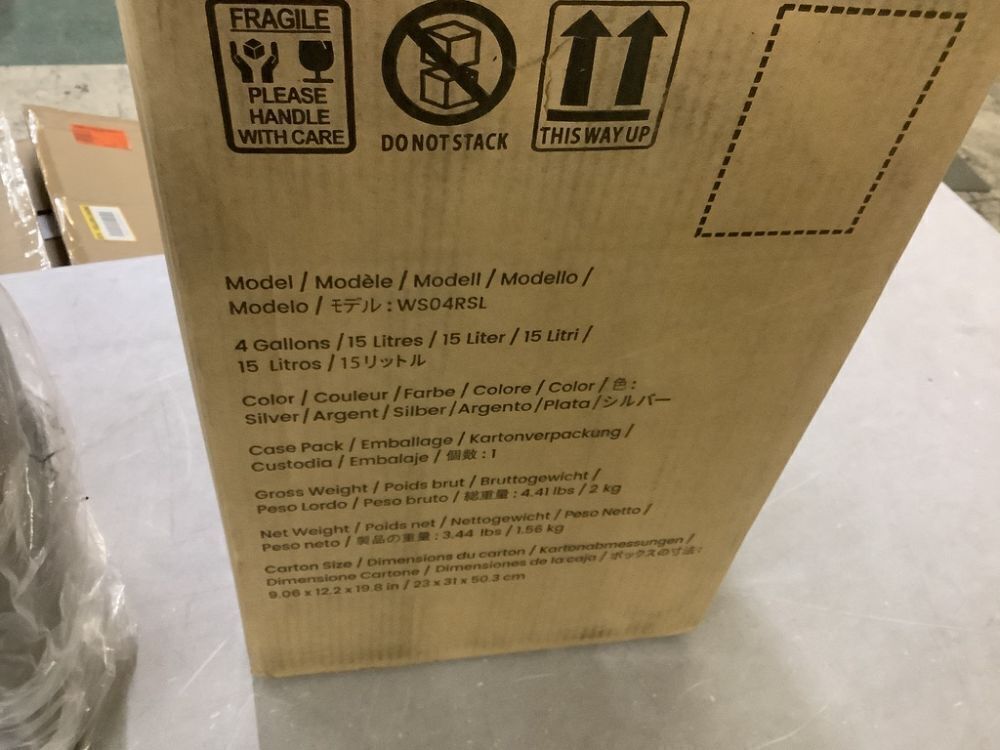 FRAGILE
PLEASE
HANDLE
WITH CARE
DO NOT STACK
THIS WAY UP
Model / Modèle / Modell / Modello /
Modelo / モデル : WS04RSL
4 Gallons / 15 Litres / 15 Liter / 15 Litri /
15 Litros / 15リットル
Color / Couleur /Farbe / Colore / Color / 色 :
Silver / Argent / Silber /Argento /Plata /シルバー
Case Pack / Emballage / Kartonverpackung /
Custodia / Embalaje / 個数 : 1
Gross Weight / Poids brut / Bruttogewicht /
Peso Lordo / Peso bruto / 総重量 : 4.41 lbs / 2 kg
Net Weight / Poids net / Nettogewicht / Peso Netto /
Peso neto / 製品の重量 : 3.44 lbs / 1.56 kg
Carton Size / Dimensions du carton / Kartonabmessungen /
Dimensione Cartone / Dimensiones de la caja / ボックスの寸法 :
9.06 x 12.2 x 19.8 in / 23 x 31 x 50.3 cm